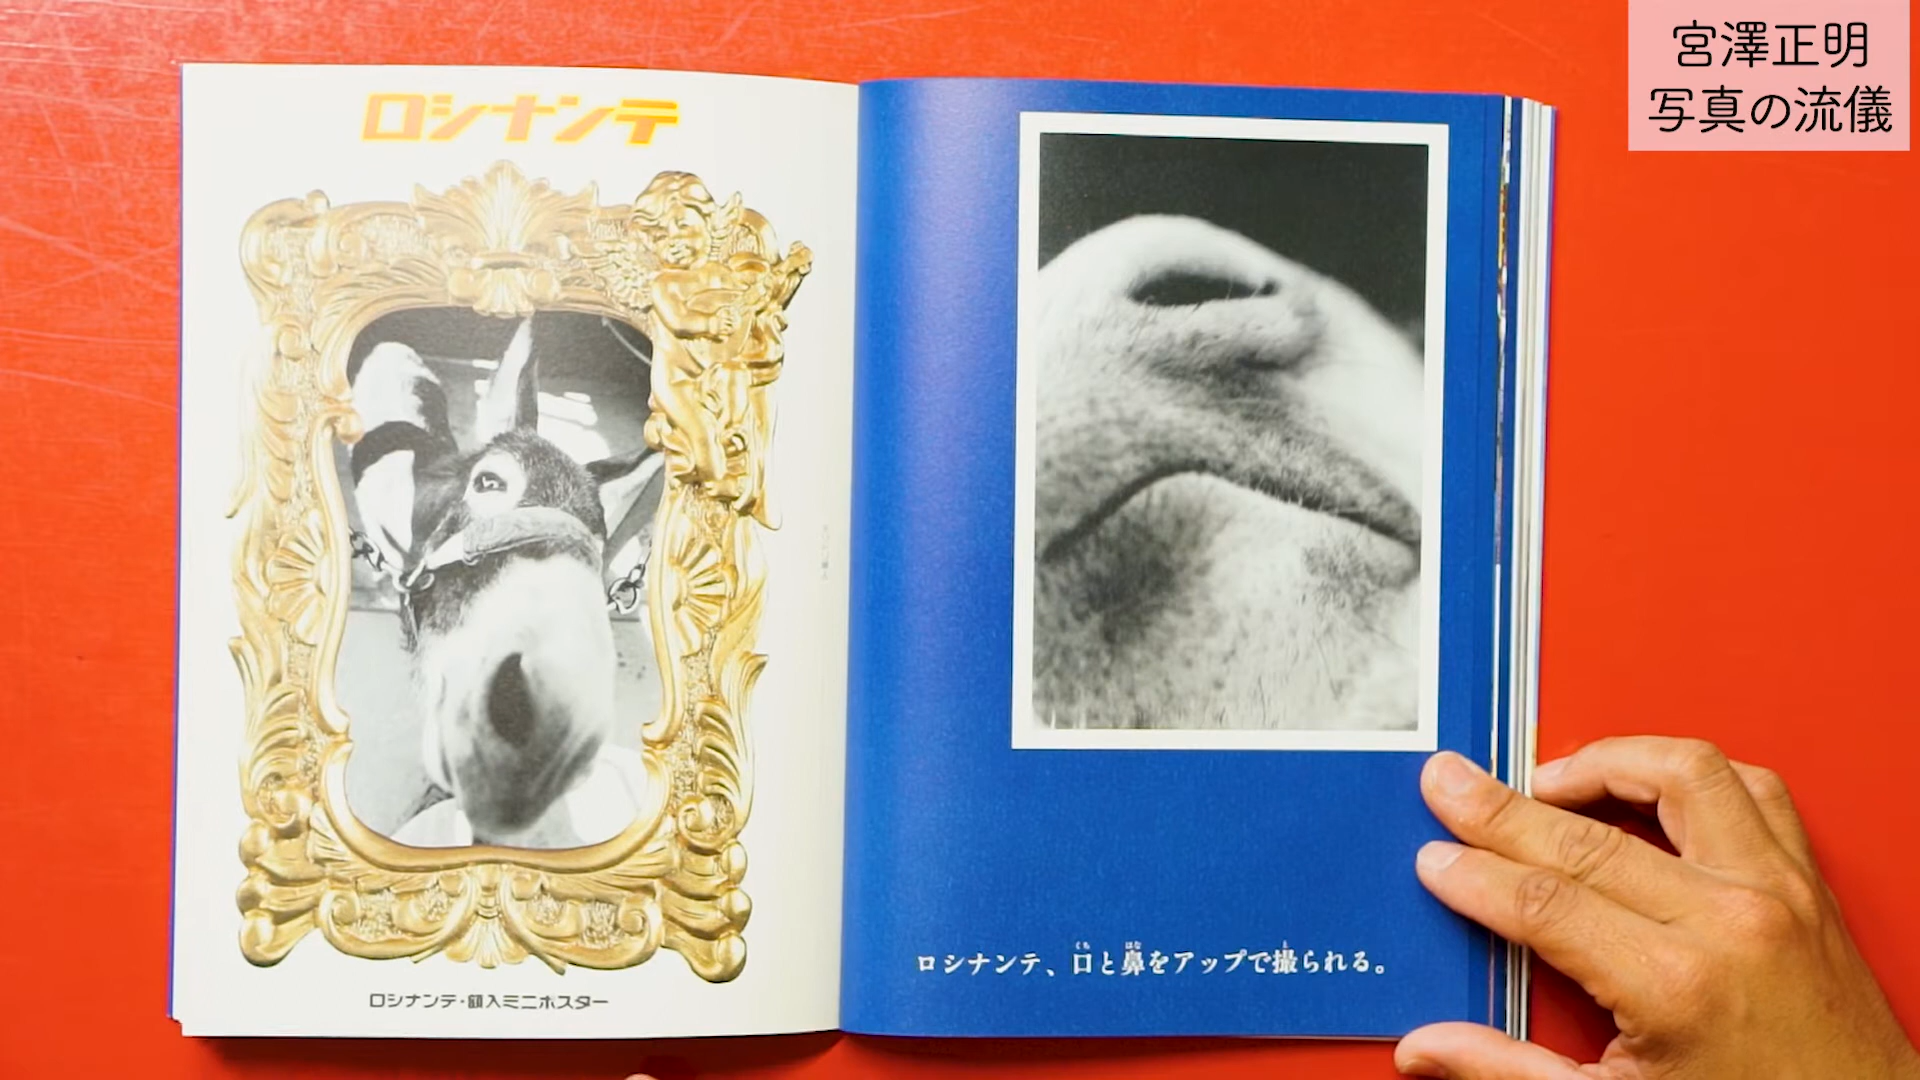 宮澤正明
写真の流儀
ロシナンテ
ロシナンテ・額入ミニポスター
ロシナンテ、口と鼻をアップで撮られる。